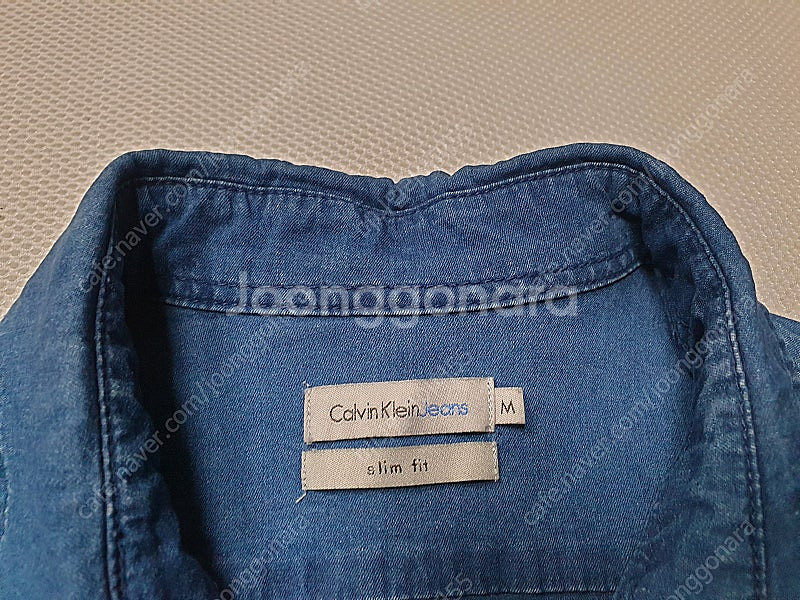 Joonggonara
CalvinKleinJeans
M
slim fit
cafe.naver.com/joonggonara